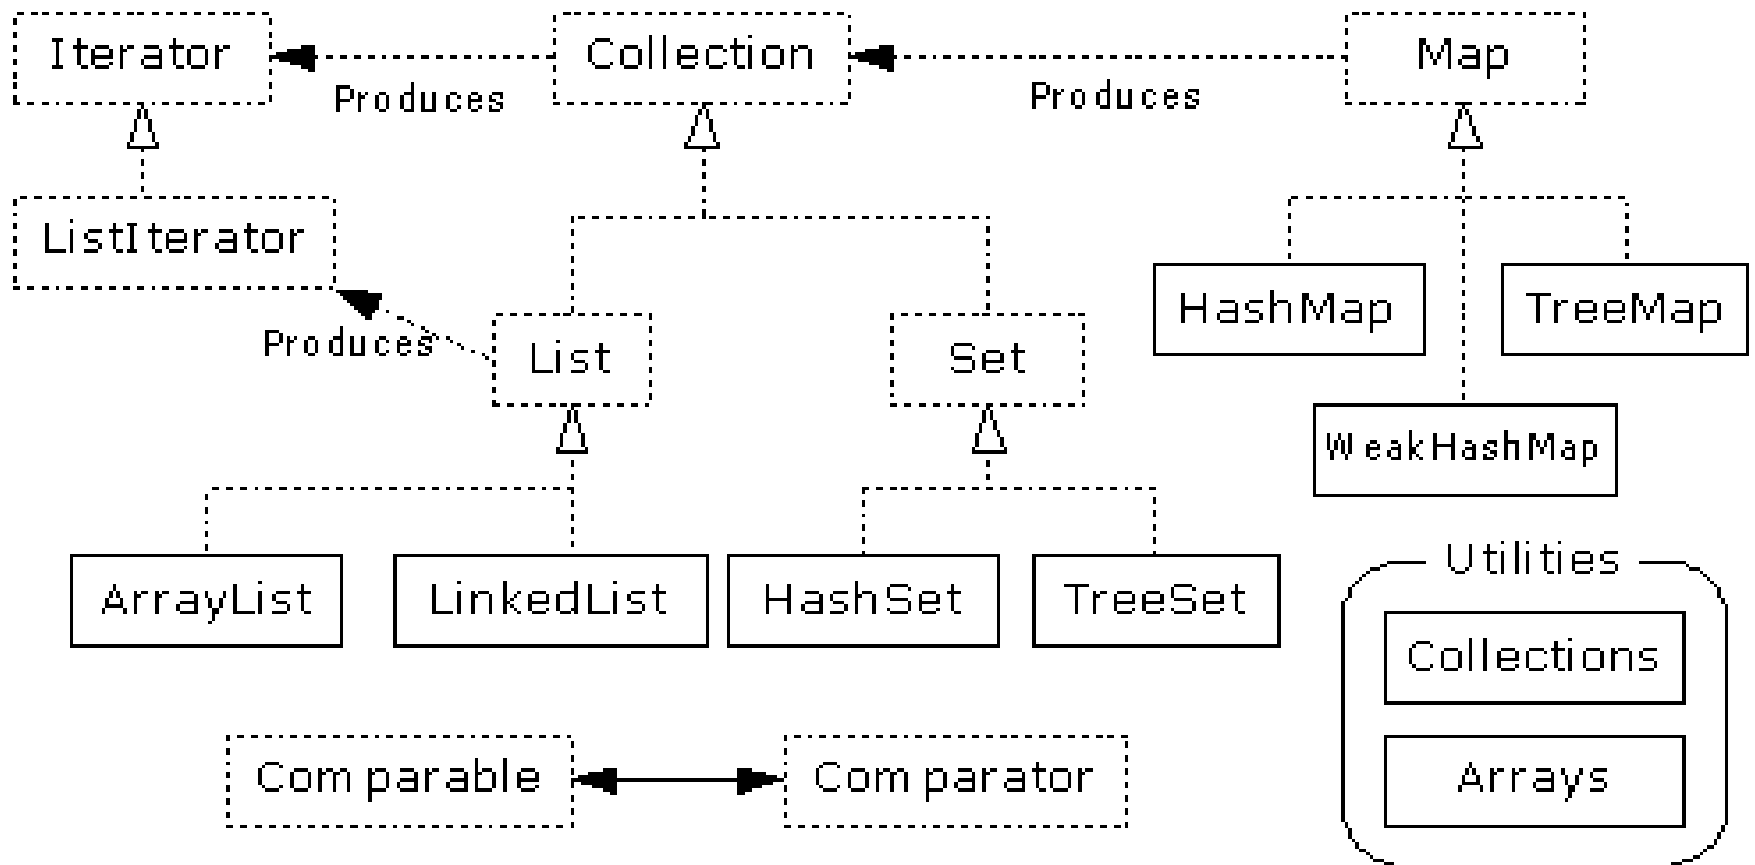 Iterator
Collection
Map
Produces
Produces
ListIterator
HashMap
TreeMap
Produces
List
Set
WeakHashMap
Utilities
ArrayList
LinkedList
HashSet
TreeSet
Collections
Comparable
Comparator
Arrays